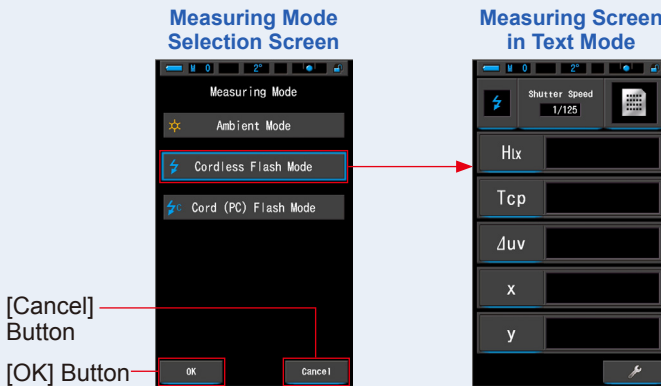 Measuring Mode
Selection Screen
M 0 2°
Measuring Mode
Ambient Mode
Cordless Flash Mode
C Cord (PC) Flash Mode
OK
Cancel
[Cancel]
Button
[OK] Button
Measuring Screen
in Text Mode
M 0 2°
Shutter Speed
1/125
Hlx
Tcp
⊿uv
x
y